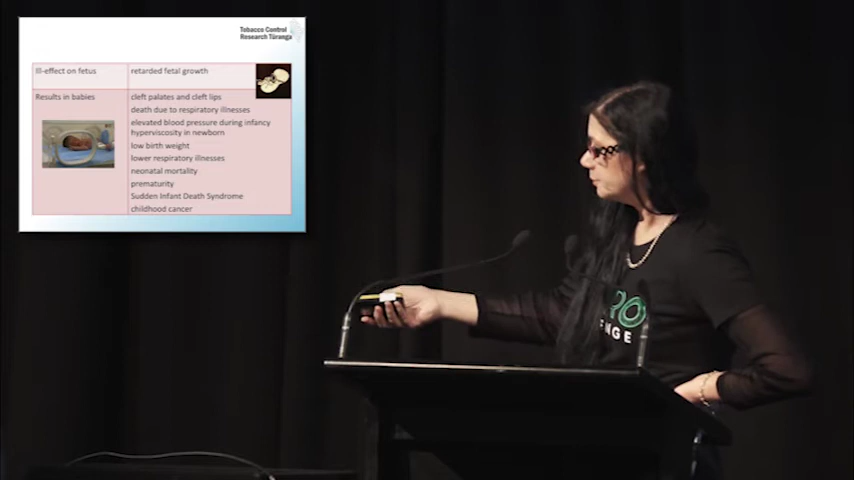 Tobacco Control
Research Tūranga
Ill-effect on fetus
retarded fetal growth
Results in babies
cleft palates and cleft lips
death due to respiratory illnesses
elevated blood pressure during infancy
hyperviscosity in newborn
low birth weight
lower respiratory illnesses
neonatal mortality
prematurity
Sudden Infant Death Syndrome
childhood cancer